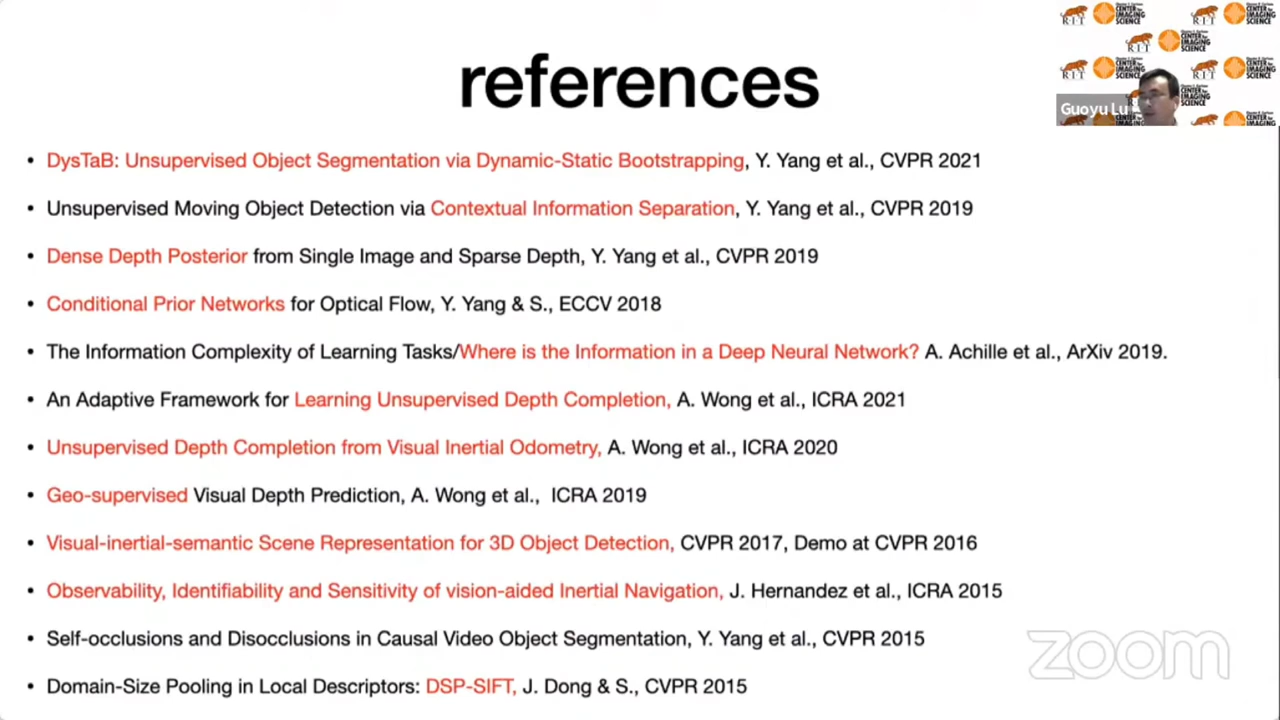 references
• DysTaB: Unsupervised Object Segmentation via Dynamic-Static Bootstrapping, Y. Yang et al., CVPR 2021
• Unsupervised Moving Object Detection via Contextual Information Separation, Y. Yang et al., CVPR 2019
• Dense Depth Posterior from Single Image and Sparse Depth, Y. Yang et al., CVPR 2019
• Conditional Prior Networks for Optical Flow, Y. Yang & S., ECCV 2018
• The Information Complexity of Learning Tasks/Where is the Information in a Deep Neural Network? A. Achille et al., ArXiv 2019.
• An Adaptive Framework for Learning Unsupervised Depth Completion, A. Wong et al., ICRA 2021
• Unsupervised Depth Completion from Visual Inertial Odometry, A. Wong et al., ICRA 2020
• Geo-supervised Visual Depth Prediction, A. Wong et al., ICRA 2019
• Visual-inertial-semantic Scene Representation for 3D Object Detection, CVPR 2017, Demo at CVPR 2016
• Observability, Identifiability and Sensitivity of vision-aided Inertial Navigation, J. Hernandez et al., ICRA 2015
• Self-occlusions and Disocclusions in Causal Video Object Segmentation, Y. Yang et al., CVPR 2015
• Domain-Size Pooling in Local Descriptors: DSP-SIFT, J. Dong & S., CVPR 2015
RIT
CENTER for
IMAGING
SCIENCE
Guoyu Lu
zoom